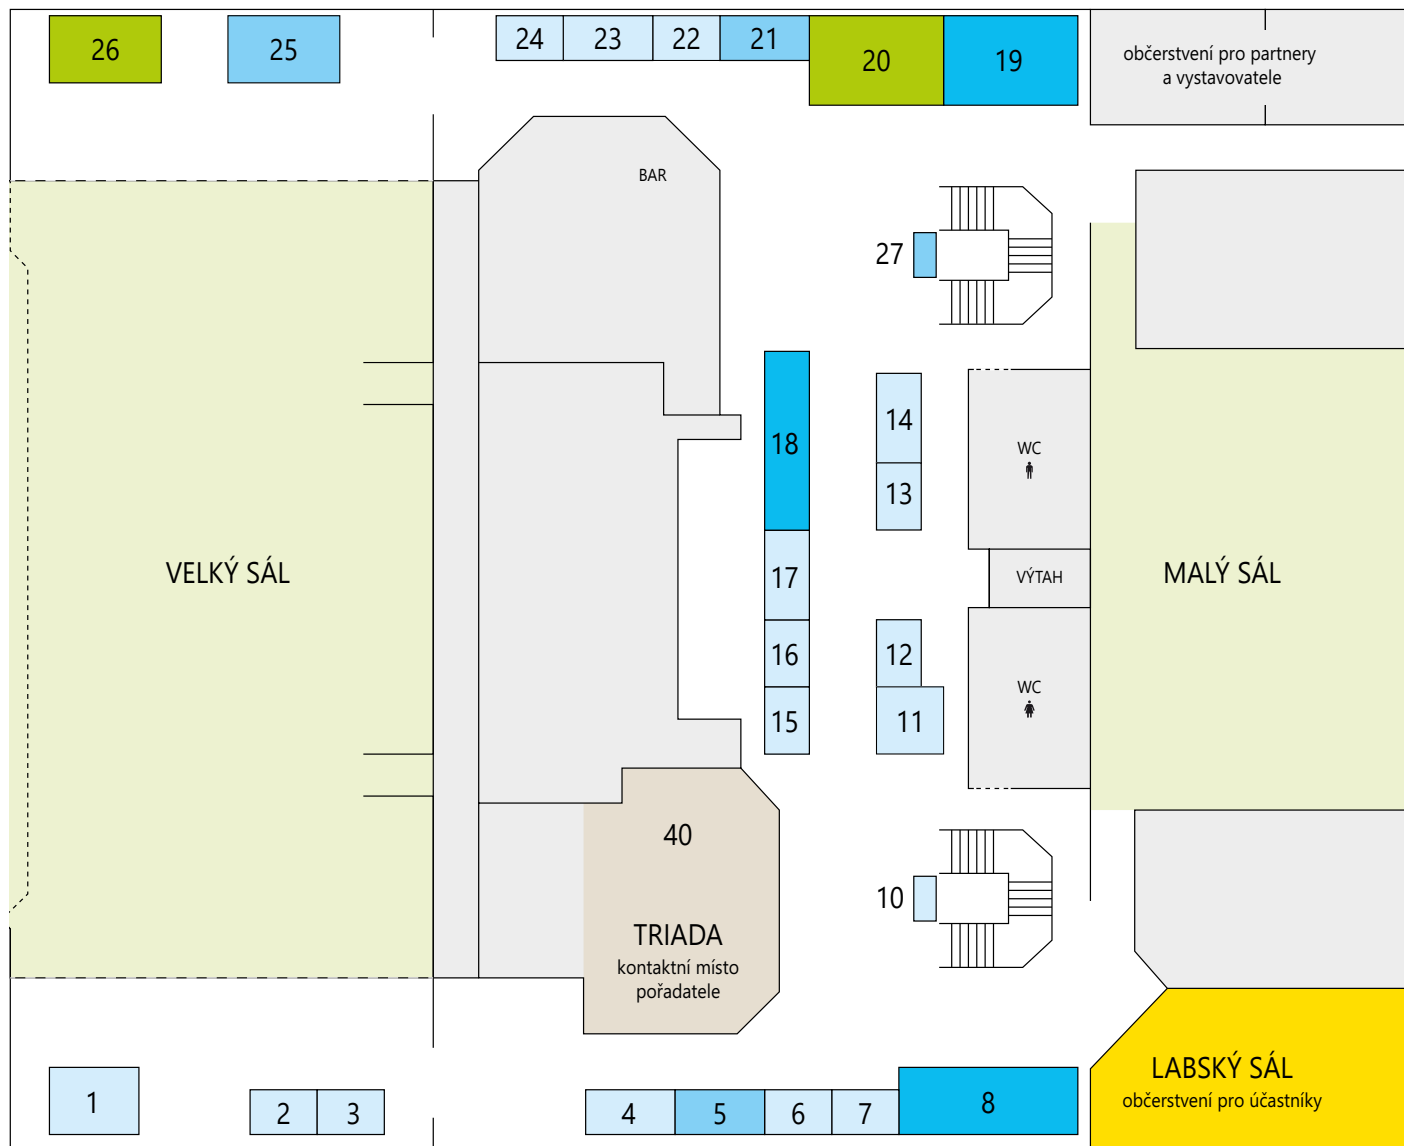 26
25
24
23
22
21
20
19
občerstvení pro partnery
a vystavovatele
BAR
27
18
14
13
WC
VELKÝ SÁL
17
VÝTAH
MALÝ SÁL
16
12
WC
15
11
40
10
TRIADA
kontaktní místo
pořadatele
LABSKÝ SÁL
občerstvení pro účastníky
1
2
3
4
5
6
7
8